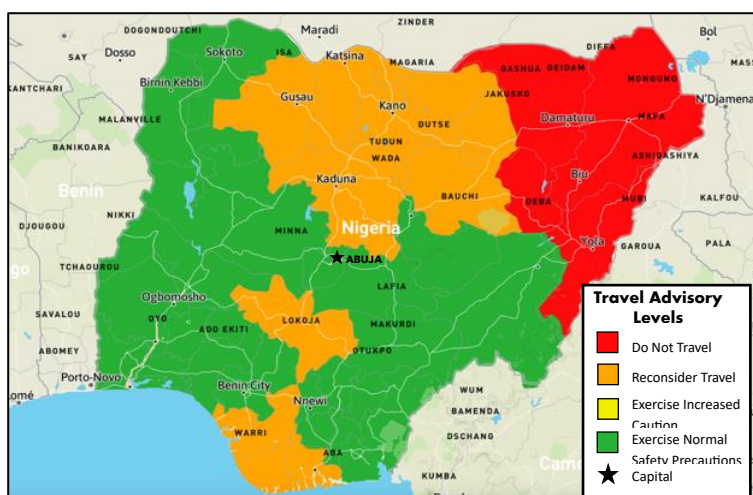 DOGONDOUTCHI
Maradi
ZINDER
SAY
Dosso
Sokoto
ISA
Katsina
MAGARIA
DIFFA
Bol
KANTCHARI
Birnin Kebbi
Gusau
Kano
JAKUSKO
GASHUA
GEIDAM
MONGUNO
N'Djamena
MALANVILLE
DUTSE
Damaturu
MAFA
BANIKOARA
TUDUN
WADA
ASHIGASHIYA
Benin
Kaduna
BAUCHI
Biu
DEBA
MUBI
KALFOU
NIKKI
DJOUGOU
MINNA
Nigeria
Yola
GAROUA
PALA
TCHAOUROU
ABUJA
Ogbomosho
LAFIA
SAVALOU
OYO
ADO EKITI
LOKOJA
MAKURDI
ABOMEY
OTUKPO
Porto-Novo
Benin City
Nnewi
Lomé
WUM
BAMENDA
WARRI
DSCHANG
ABA
KUMBA
Travel Advisory
Levels
Do Not Travel
Reconsider Travel
Exercise Increased
Caution
Exercise Normal
Safety Precautions
Capital